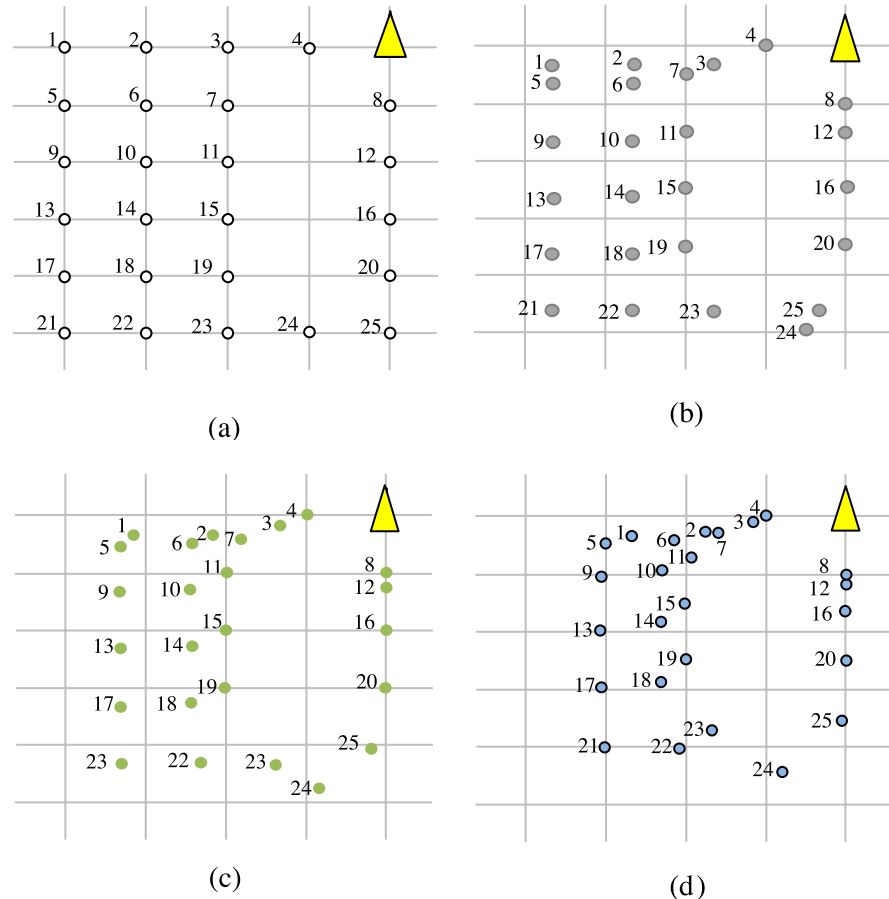 1 2 3 4
5 6 7 8
9 10 11 12
13 14 15 16
17 18 19 20
21 22 23 24 25
(a)
4
1 2 7 3
5 6 8
9 10 11 12
13 14 15 16
17 18 19 20
21 22 23 25
24
(b)
1 2 3 4
5 6 7
11 8
9 10 12
15 16
13 14
19 20
17 18
23 22 23 25
24
(c)
1 2 3 4
5 6 7
9 10 11 8
12
13 14 15 16
19 20
17 18
23 25
21 22
24
(d)